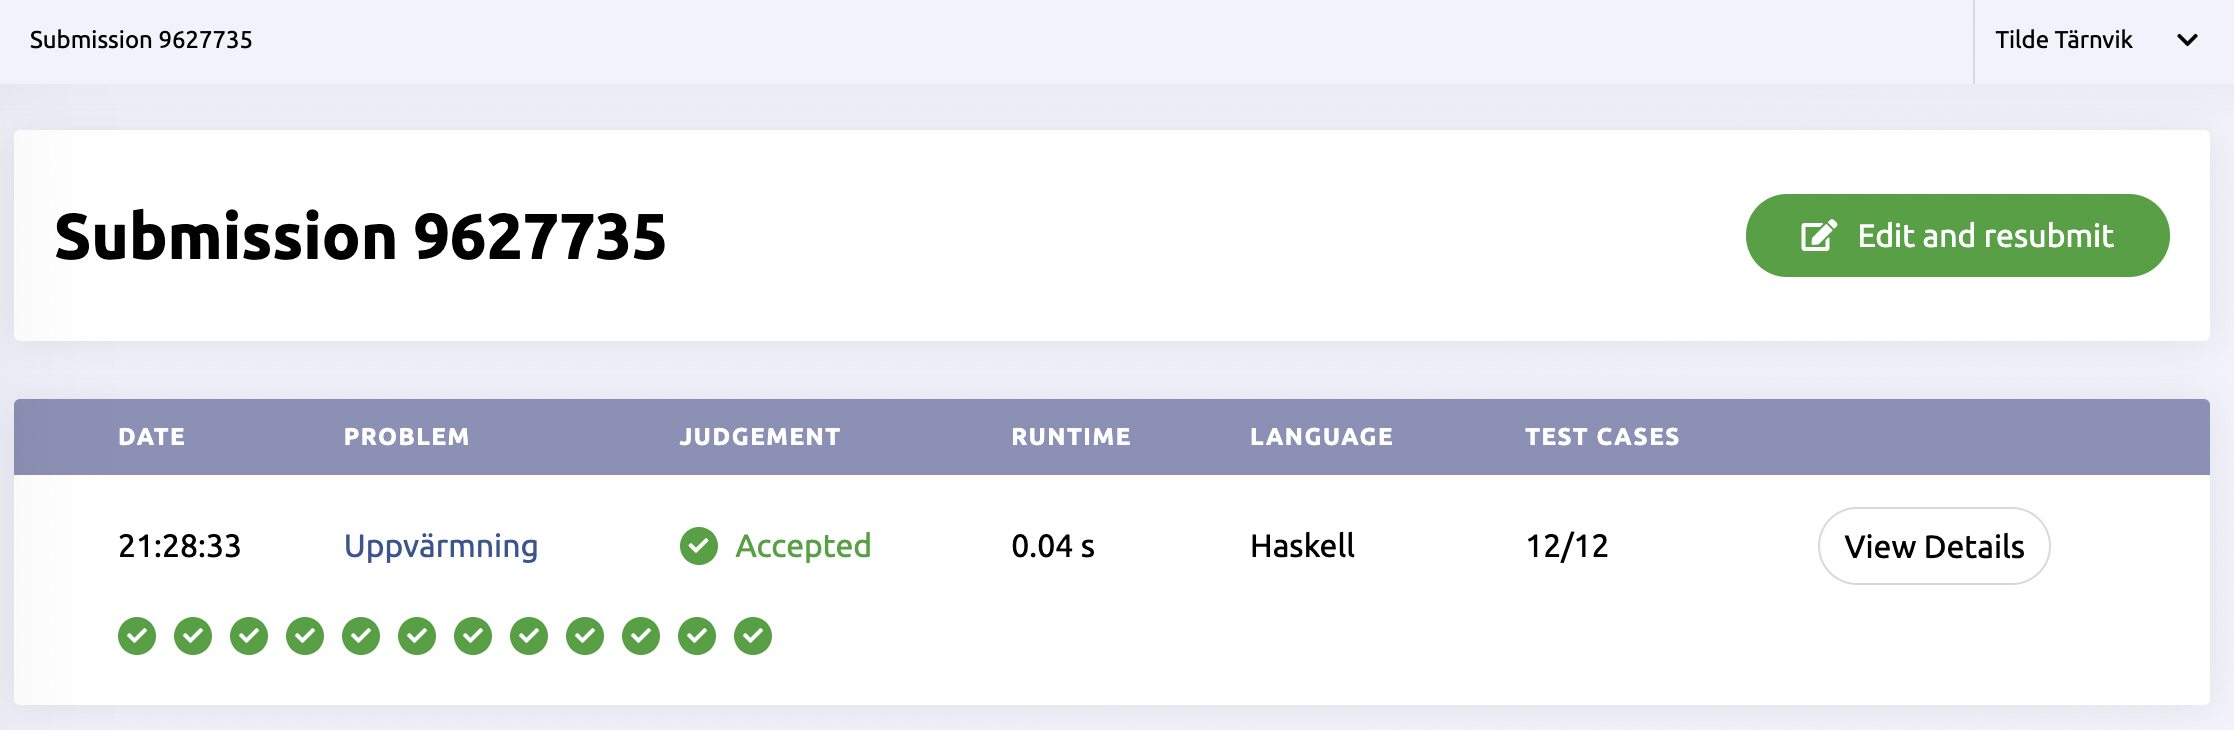 Submission 9627735
Tilde Tärnvik
Submission 9627735
Edit and resubmit
DATE PROBLEM JUDGEMENT RUNTIME LANGUAGE TEST CASES
21:28:33 Uppvärmning Accepted 0.04 s Haskell 12/12 View Details